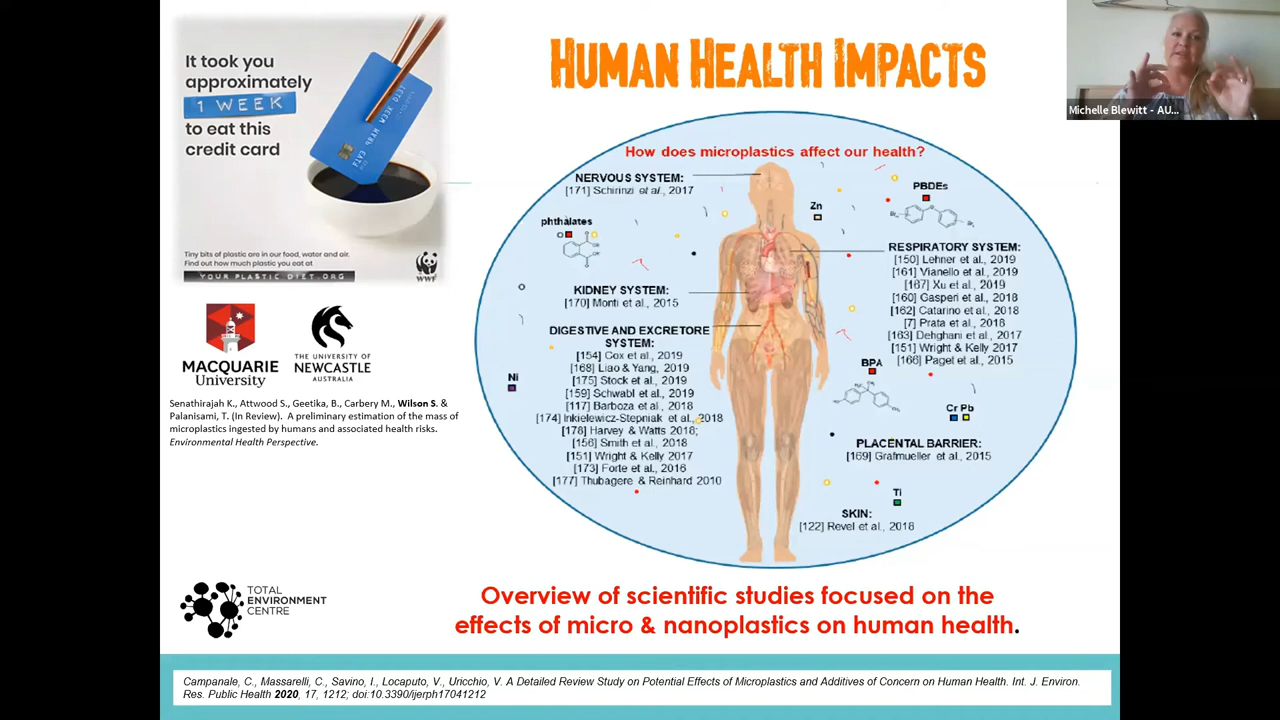 It took you
approximately
1 WEEK
to eat this
credit card
Tiny bits of plastic are in our food, water and air.
Find out how much plastic you eat at
YOUR PLASTIC DIET.ORG
WWF
MACQUARIE
University
THE UNIVERSITY OF
NEWCASTLE
AUSTRALIA
Senathirajah K., Attwood S., Geetika, B., Carbery M., Wilson S. &
Palanisami, T. (In Review). A preliminary estimation of the mass of
microplastics ingested by humans and associated health risks.
Environmental Health Perspective.
TOTAL
ENVIRONMENT
CENTRE
HUMAN HEALTH IMPACTS
Michelle Blewitt - AU...
How does microplastics affect our health?
NERVOUS SYSTEM:
[171] Schirinzi et al., 2017
phthalates
KIDNEY SYSTEM:
[170] Monti et al., 2015
DIGESTIVE AND EXCRETORE
SYSTEM:
[154] Cox et al., 2019
[168] Liao & Yang, 2019
[175] Stock et al., 2019
[159] Schwabl et al., 2019
[117] Barboza et al., 2018
[174] Inkielewicz-Stepniak et al., 2018
[178] Harvey & Watts 2018;
[156] Smith et al., 2018
[151] Wright & Kelly 2017
[173] Forte et al., 2016
[177] Thubagere & Reinhard 2010
Ni
Zn
PBDEs
RESPIRATORY SYSTEM:
[150] Lehner et al., 2019
[161] Vianello et al., 2019
[167] Xu et al., 2019
[160] Gasperi et al., 2018
[162] Catarino et al., 2018
[7] Prata et al., 2018
[163] Dehghani et al., 2017
[151] Wright & Kelly 2017
[166] Paget et al., 2015
BPA
Cr Pb
PLACENTAL BARRIER:
[169] Grafmueller et al., 2015
Ti
SKIN:
[122] Revel et al., 2018
Overview of scientific studies focused on the
effects of micro & nanoplastics on human health.
Campanale, C., Massarelli, C., Savino, I., Locaputo, V., Uricchio, V. A Detailed Review Study on Potential Effects of Microplastics and Additives of Concern on Human Health. Int. J. Environ.
Res. Public Health 2020, 17, 1212; doi:10.3390/ijerph17041212